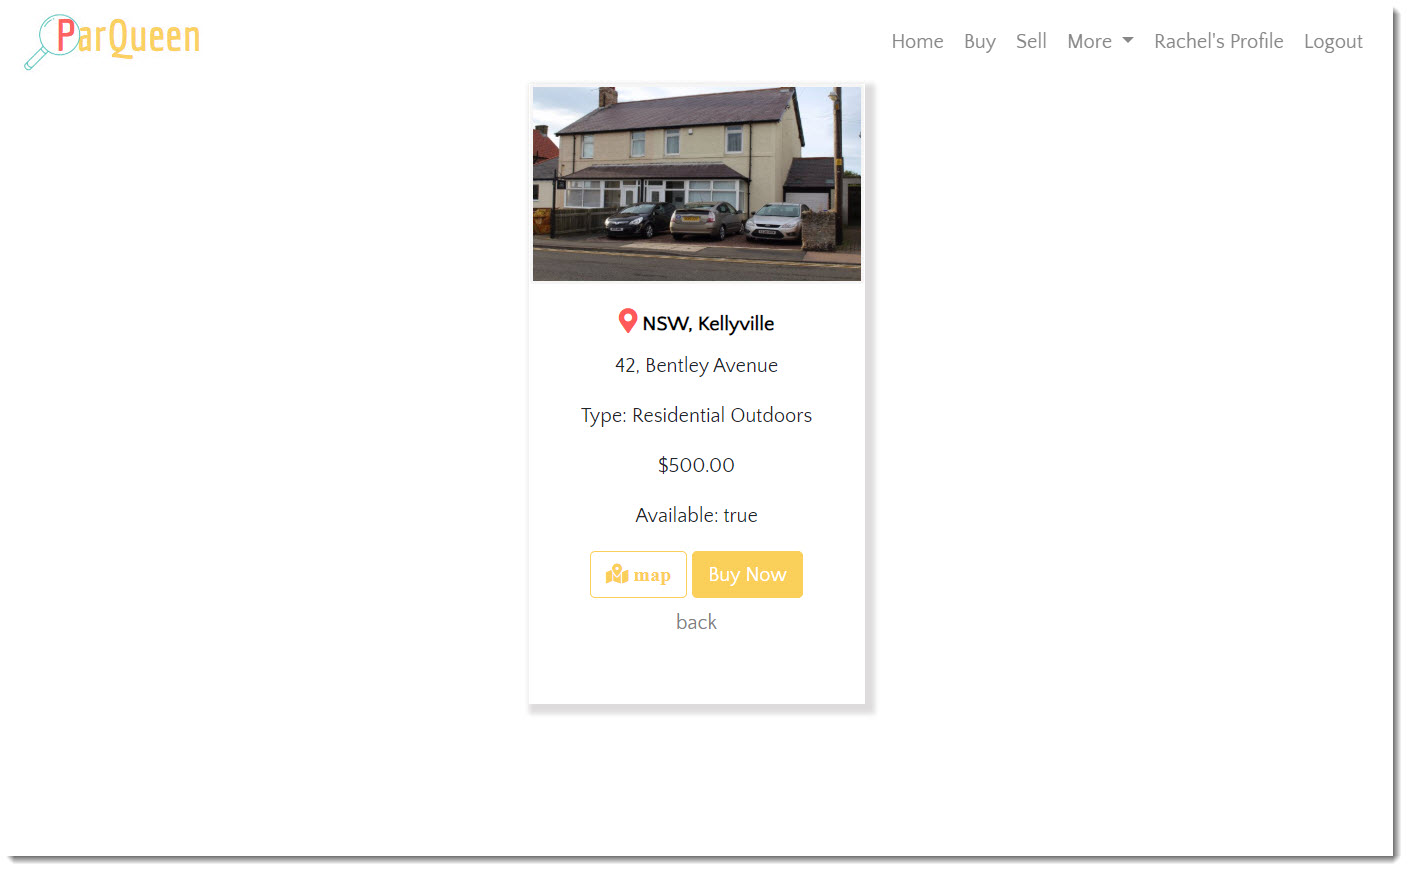 ParQueen
Home Buy Sell More Rachel's Profile Logout
NSW, Kellyville
42, Bentley Avenue
Type: Residential Outdoors
$500.00
Available: true
map Buy Now
back